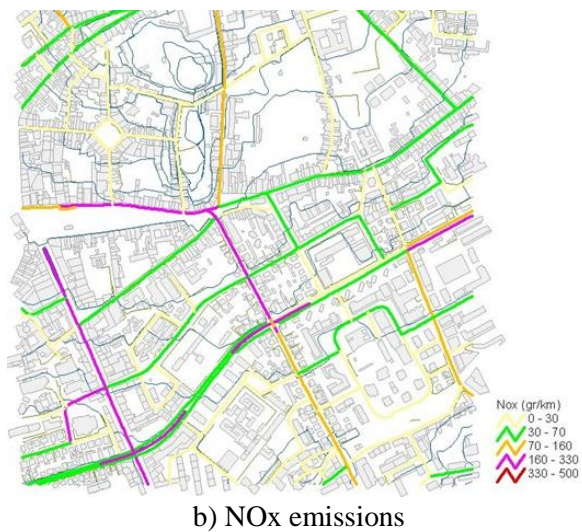 Nox (gr/km)
0 - 30
30 - 70
70 - 160
160 - 330
330 - 500
b) NOx emissions